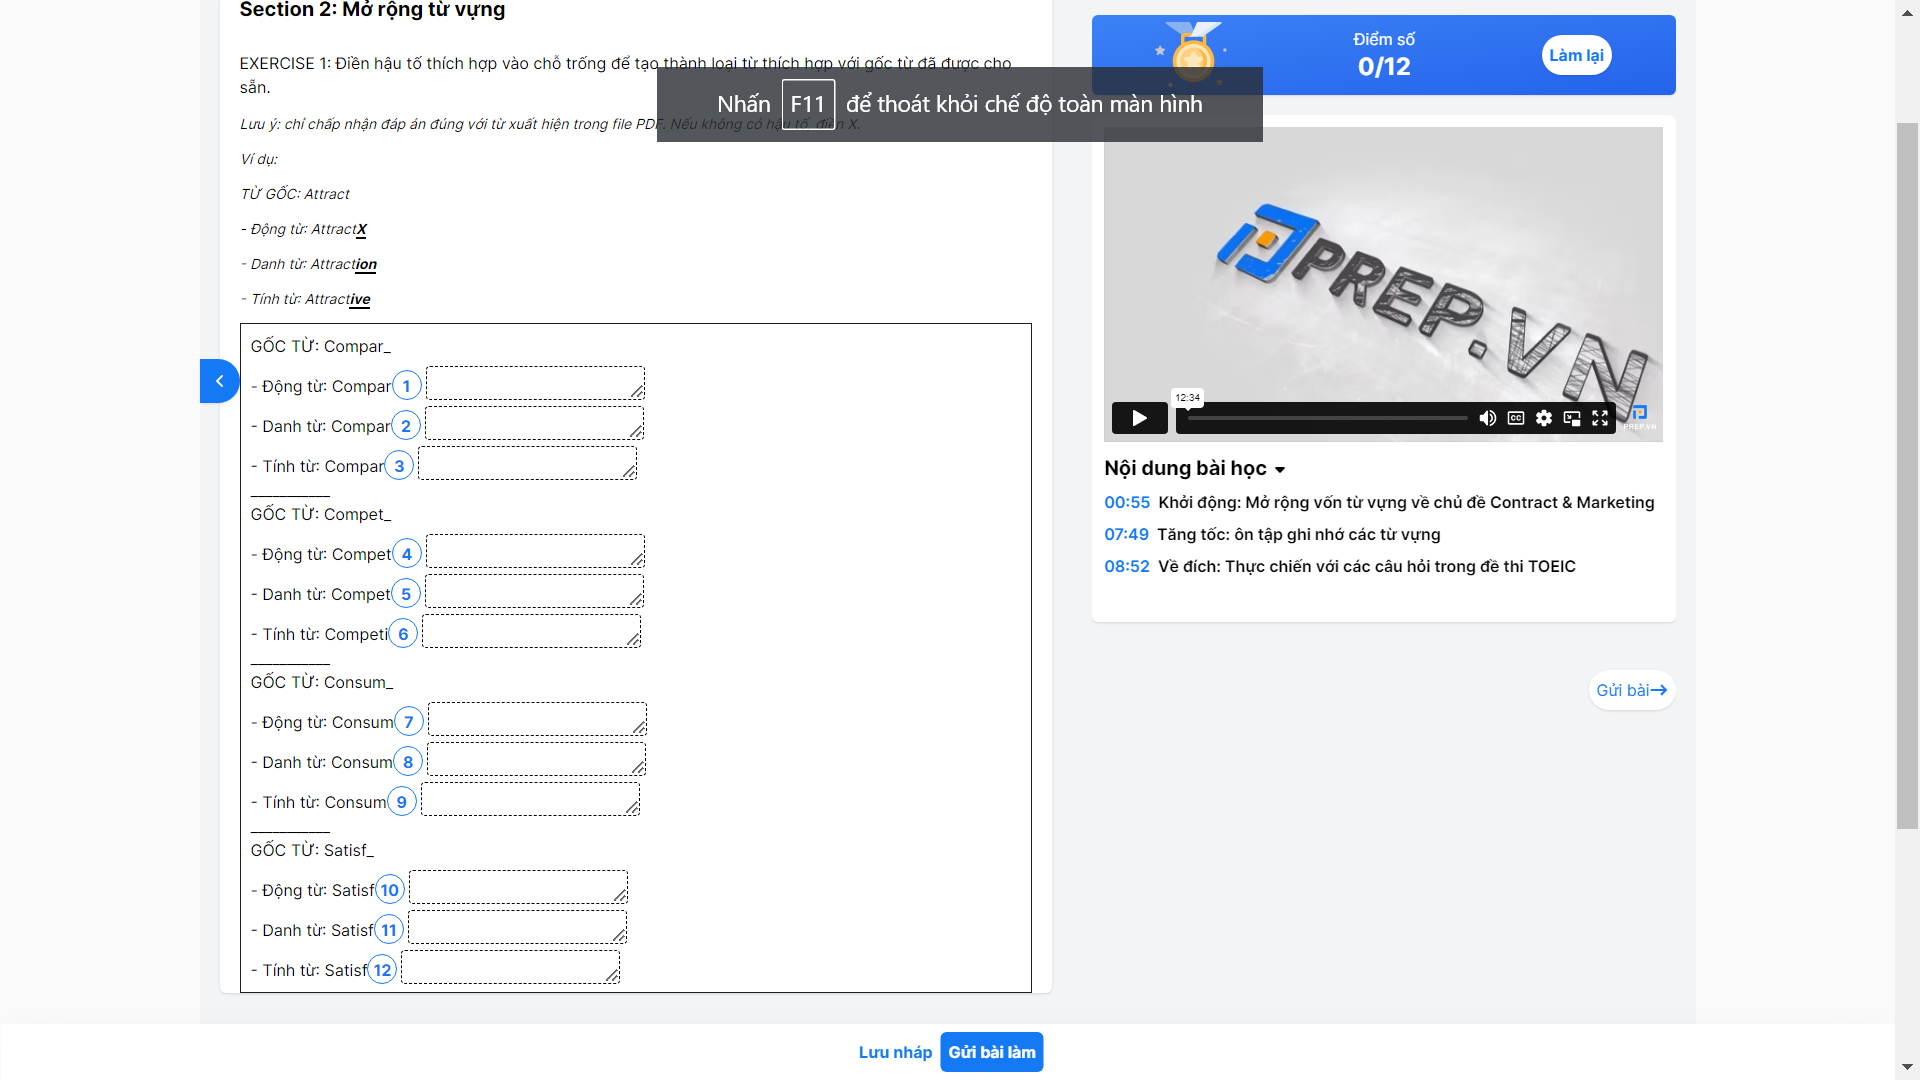 Section 2: Mở rộng từ vựng
EXERCISE 1: Điền hậu tố thích hợp vào chỗ trống để tạo thành loại từ thích hợp với gốc từ đã được cho
sẵn.
Lưu ý: chỉ chấp nhận đáp án đúng với từ xuất hiện trong file PDF. Nếu không có hậu tố, điền X.
Ví dụ:
TỪ GỐC: Attract
- Động từ: AttractX
- Danh từ: Attraction
- Tính từ: Attractive
GỐC TỪ: Compar_
- Động từ: Compar 1
- Danh từ: Compar 2
- Tính từ: Compar 3
___________
GỐC TỪ: Compet_
- Động từ: Compet 4
- Danh từ: Compet 5
- Tính từ: Competi 6
___________
GỐC TỪ: Consum_
- Động từ: Consum 7
- Danh từ: Consum 8
- Tính từ: Consum 9
___________
GỐC TỪ: Satisf_
- Động từ: Satisf 10
- Danh từ: Satisf 11
- Tính từ: Satisf 12
Nhấn F11 để thoát khỏi chế độ toàn màn hình
Điểm số
0/12
Làm lại
PREP.VN
12:34
CC
PREP.VN
Nội dung bài học
00:55 Khởi động: Mở rộng vốn từ vựng về chủ đề Contract & Marketing
07:49 Tăng tốc: ôn tập ghi nhớ các từ vựng
08:52 Về đích: Thực chiến với các câu hỏi trong đề thi TOEIC
Gửi bài
Lưu nháp
Gửi bài làm